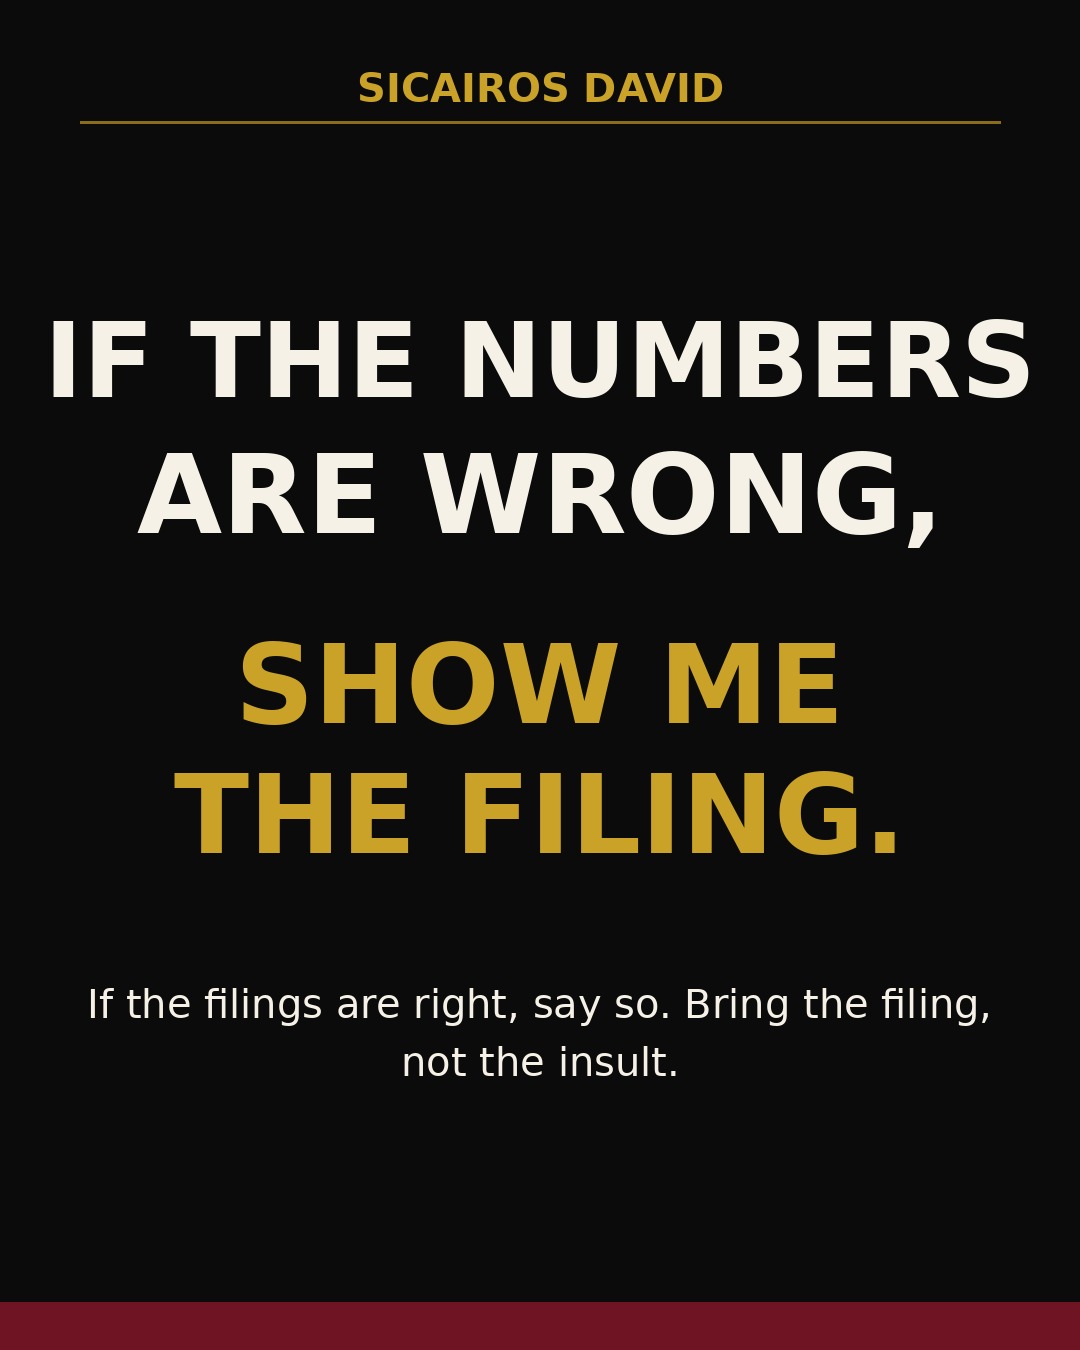 SICAIROS DAVID
IF THE NUMBERS
ARE WRONG,
SHOW ME
THE FILING.
If the filings are right, say so. Bring the filing,
not the insult.